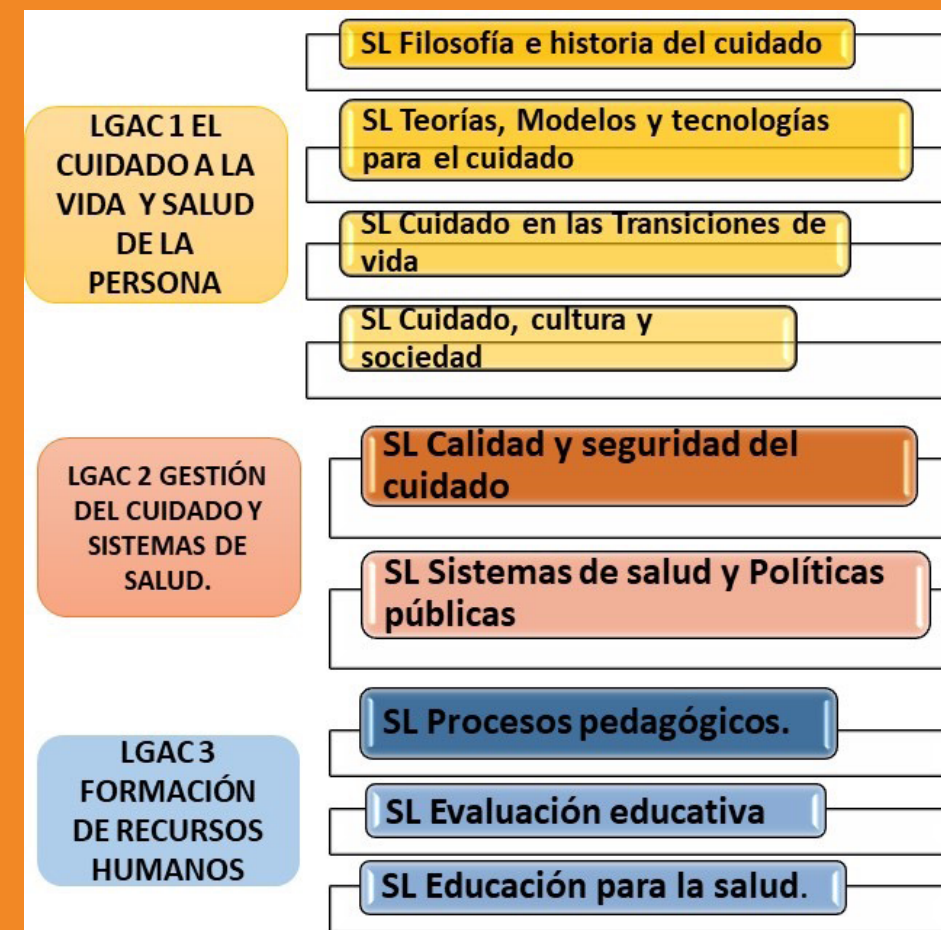 LGAC 1 EL
CUIDADO A LA
VIDA Y SALUD
DE LA
PERSONA
SL Filosofía e historia del cuidado
SL Teorías, Modelos y tecnologías
para el cuidado
SL Cuidado en las Transiciones de
vida
SL Cuidado, cultura y
sociedad
LGAC 2 GESTIÓN
DEL CUIDADO Y
SISTEMAS DE
SALUD.
SL Calidad y seguridad del
cuidado
SL Sistemas de salud y Políticas
públicas
LGAC 3
FORMACIÓN
DE RECURSOS
HUMANOS
SL Procesos pedagógicos.
SL Evaluación educativa
SL Educación para la salud.